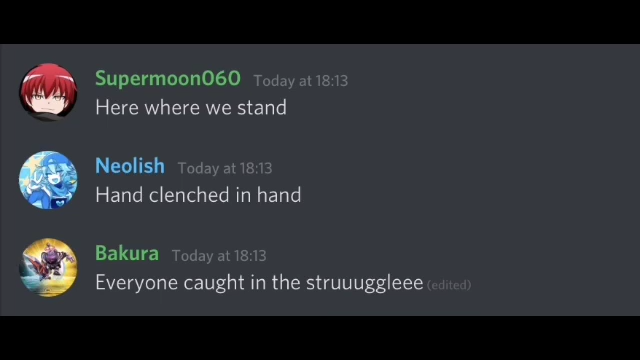 Supermoon060 Today at 18:13
Here where we stand
Neolish Today at 18:13
Hand clenched in hand
Bakura Today at 18:13
Everyone caught in the struuuggleee (edited)